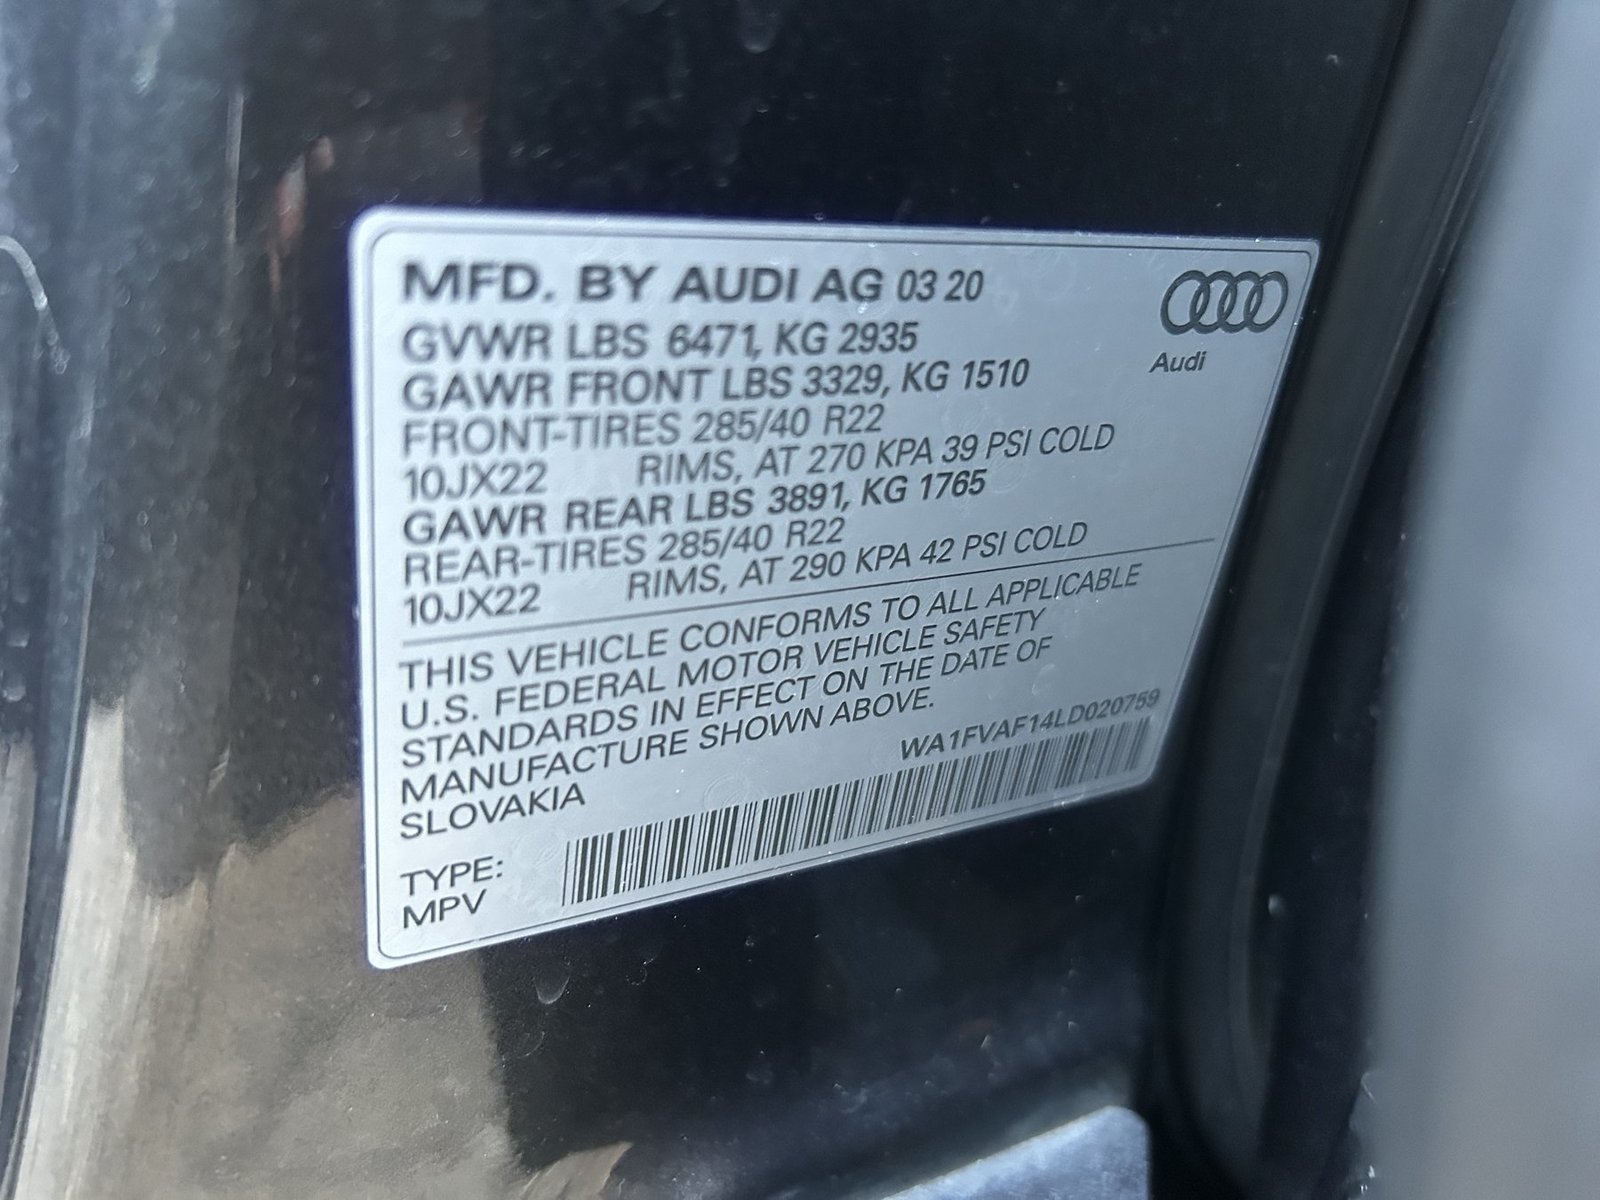 MFD. BY AUDI AG 03 20
GVWR LBS 6471, KG 2935
GAWR FRONT LBS 3329, KG 1510
FRONT-TIRES 285/40 R22
10JX22 RIMS, AT 270 KPA 39 PSI COLD
GAWR REAR LBS 3891, KG 1765
REAR-TIRES 285/40 R22
10JX22 RIMS, AT 290 KPA 42 PSI COLD
THIS VEHICLE CONFORMS TO ALL APPLICABLE
U.S. FEDERAL MOTOR VEHICLE SAFETY
STANDARDS IN EFFECT ON THE DATE OF
MANUFACTURE SHOWN ABOVE.
SLOVAKIA
WA1FVAF14LD020759
TYPE:
MPV
Audi